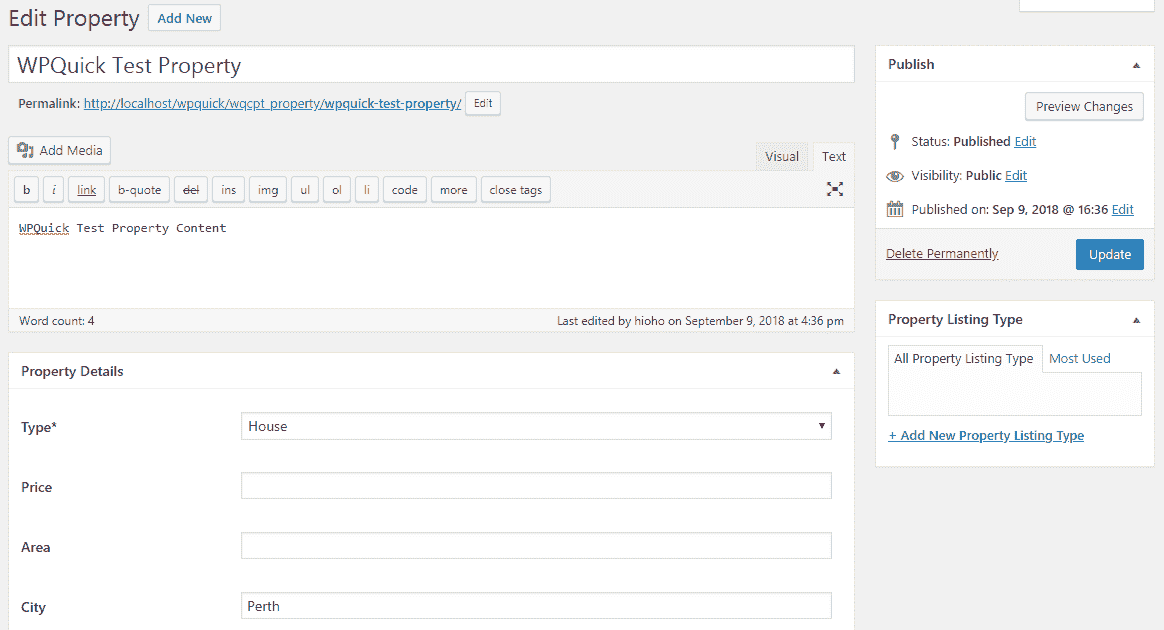 Edit Property Add New
WPQuick Test Property
Permalink: http://localhost/wpquick/wqcpt_property/wpquick-test-property/ Edit
Add Media
Visual Text
b i link b-quote del ins img ul ol li code more close tags
WPQuick Test Property Content
Word count: 4 Last edited by hioho on September 9, 2018 at 4:36 pm
Property Details
Type* House
Price
Area
City Perth
Publish
Preview Changes
Status: Published Edit
Visibility: Public Edit
Published on: Sep 9, 2018 @ 16:36 Edit
Delete Permanently Update
Property Listing Type
All Property Listing Type Most Used
+ Add New Property Listing Type